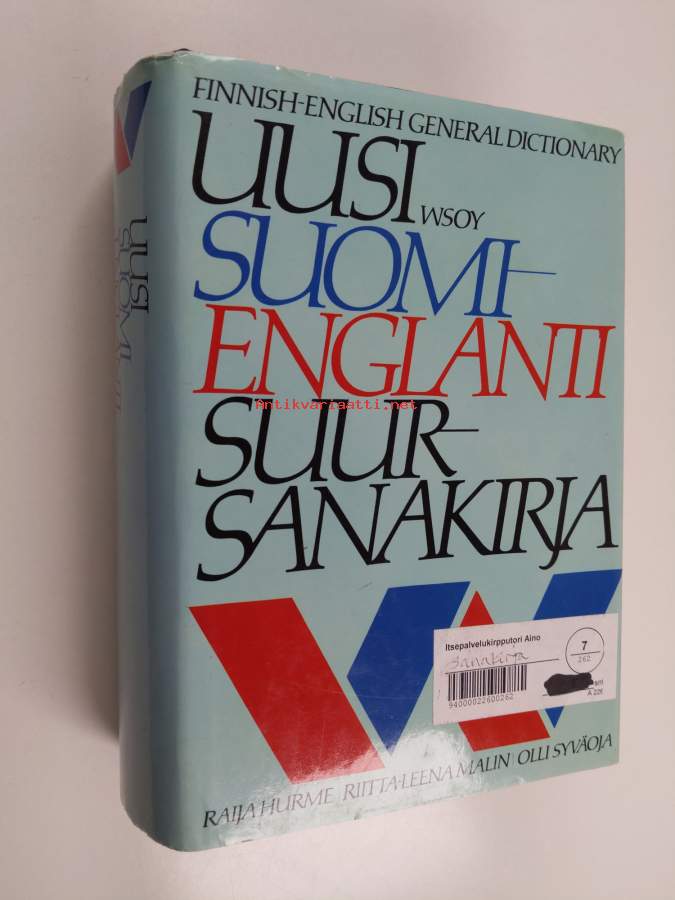 FINNISH-ENGLISH GENERAL DICTIONARY
UUSI
WSOY
SUOMI-
ENGLANTI
SUUR-
SANAKIRJA
RAIJA HURME RIITTA-LEENA MALIN OLLI SYVÄOJA
UUSI
SUOMI
Antikvariaatti.net
Itsepalvelukirpputori Aino
Sanakirja
7
262
94000022600262